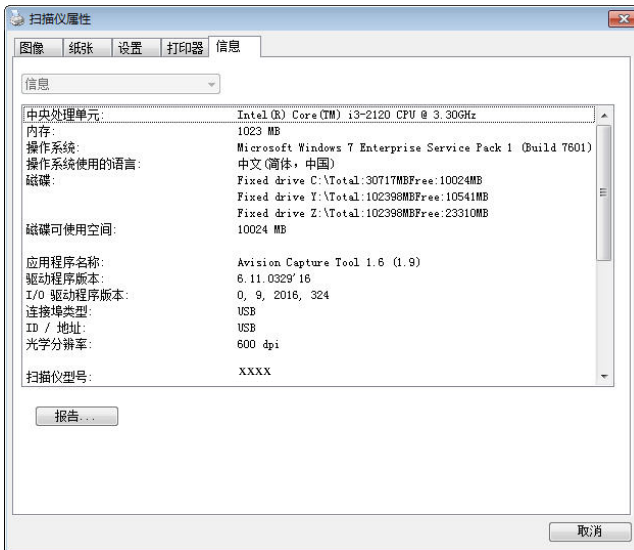 扫描仪属性
图像 纸张 设置 打印器 信息
信息
中央处理单元: Intel(R) Core(TM) i3-2120 CPU @ 3.30GHz
内存: 1023 MB
操作系统: Microsoft Windows 7 Enterprise Service Pack 1 (Build 7601)
操作系统使用的语言: 中文(简体，中国)
磁碟: Fixed drive C:\Total:30717MBFree:10024MB
Fixed drive Y:\Total:102398MBFree:10541MB
Fixed drive Z:\Total:102398MBFree:23310MB
磁碟可使用空间: 10024 MB
应用程序名称: Avision Capture Tool 1.6 (1.9)
驱动程序版本: 6.11.0329'16
I/O 驱动程序版本: 0, 9, 2016, 324
连接埠类型: USB
ID / 地址: USB
光学分辨率: 600 dpi
扫描仪型号: XXXX
报告...
取消